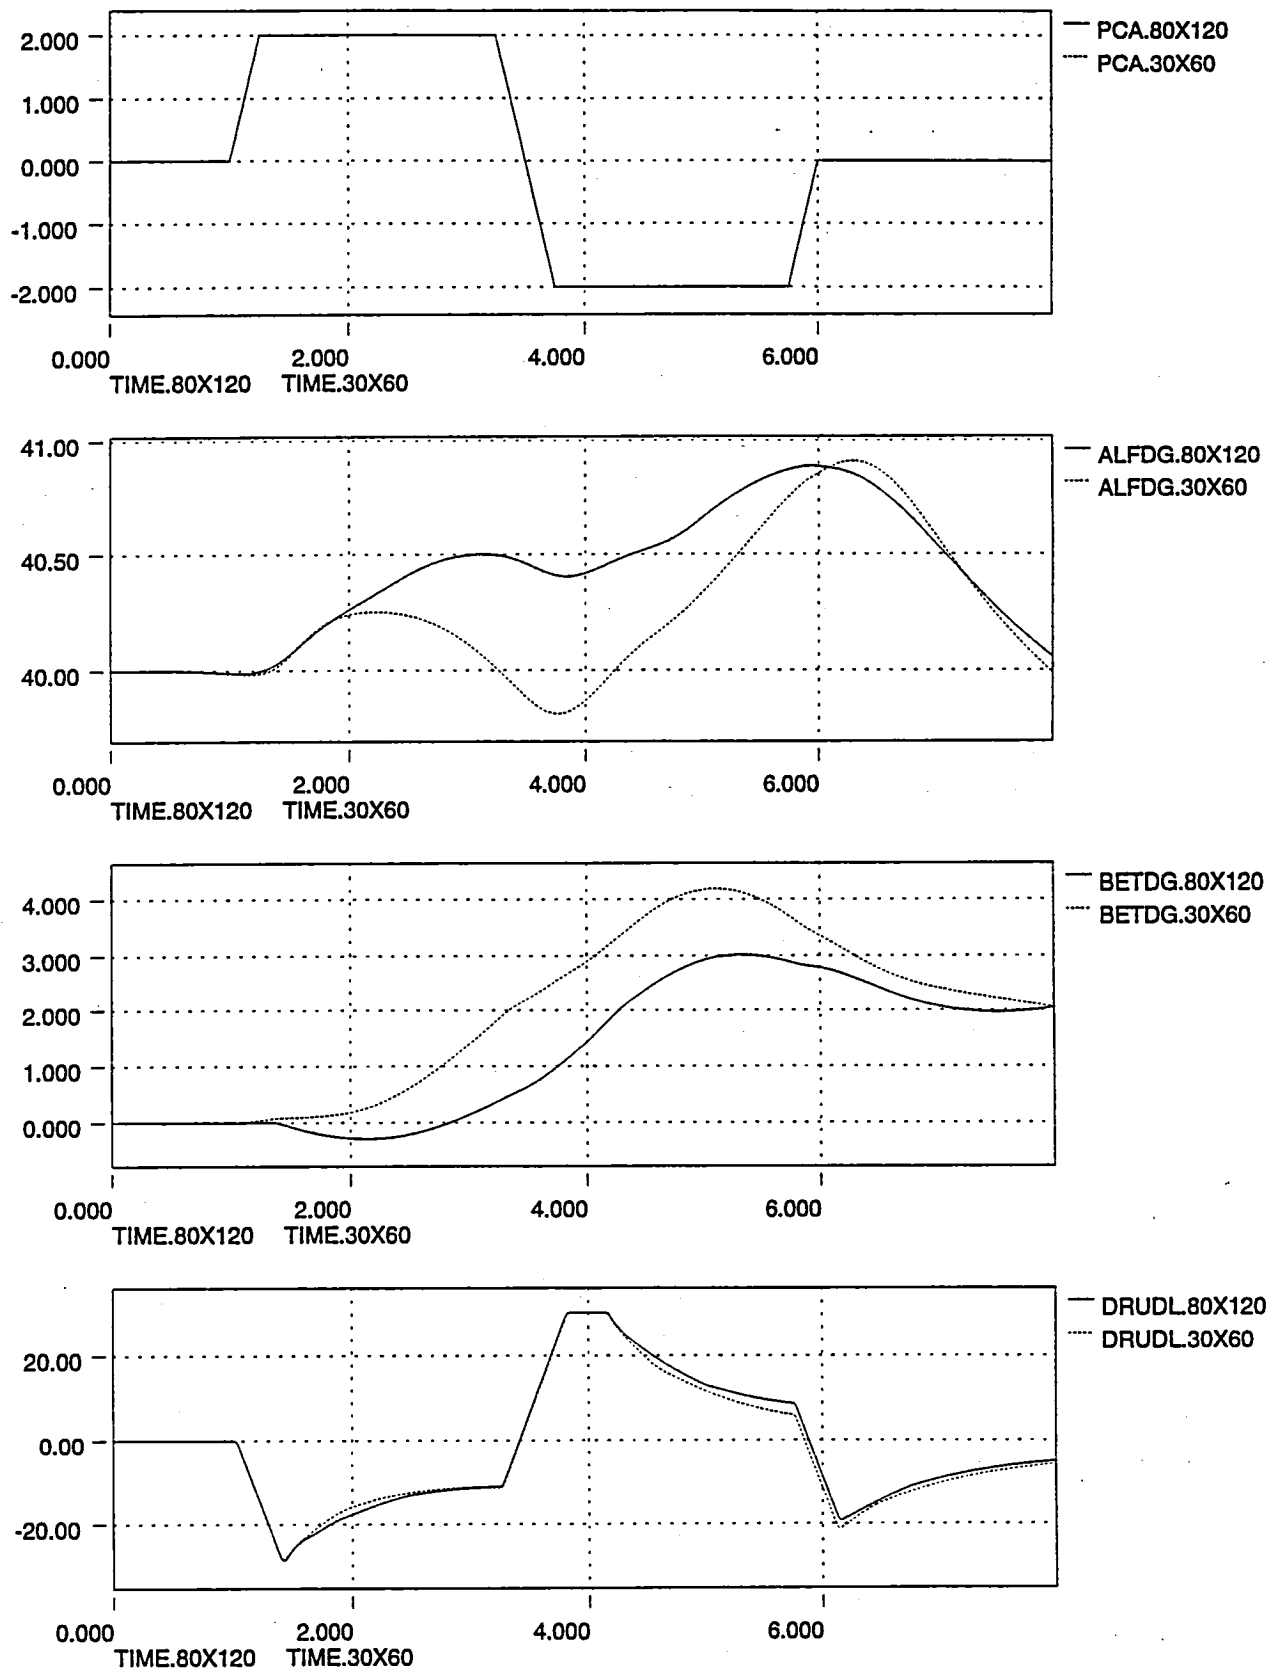 2.000
1.000
0.000
-1.000
-2.000
PCA.80X120
PCA.30X60
0.000 2.000 4.000 6.000
TIME.80X120 TIME.30X60
41.00
40.50
40.00
ALFDG.80X120
ALFDG.30X60
0.000 2.000 4.000 6.000
TIME.80X120 TIME.30X60
4.000
3.000
2.000
1.000
0.000
BETDG.80X120
BETDG.30X60
0.000 2.000 4.000 6.000
TIME.80X120 TIME.30X60
20.00
0.00
-20.00
DRUDL.80X120
DRUDL.30X60
0.000 2.000 4.000 6.000
TIME.80X120 TIME.30X60